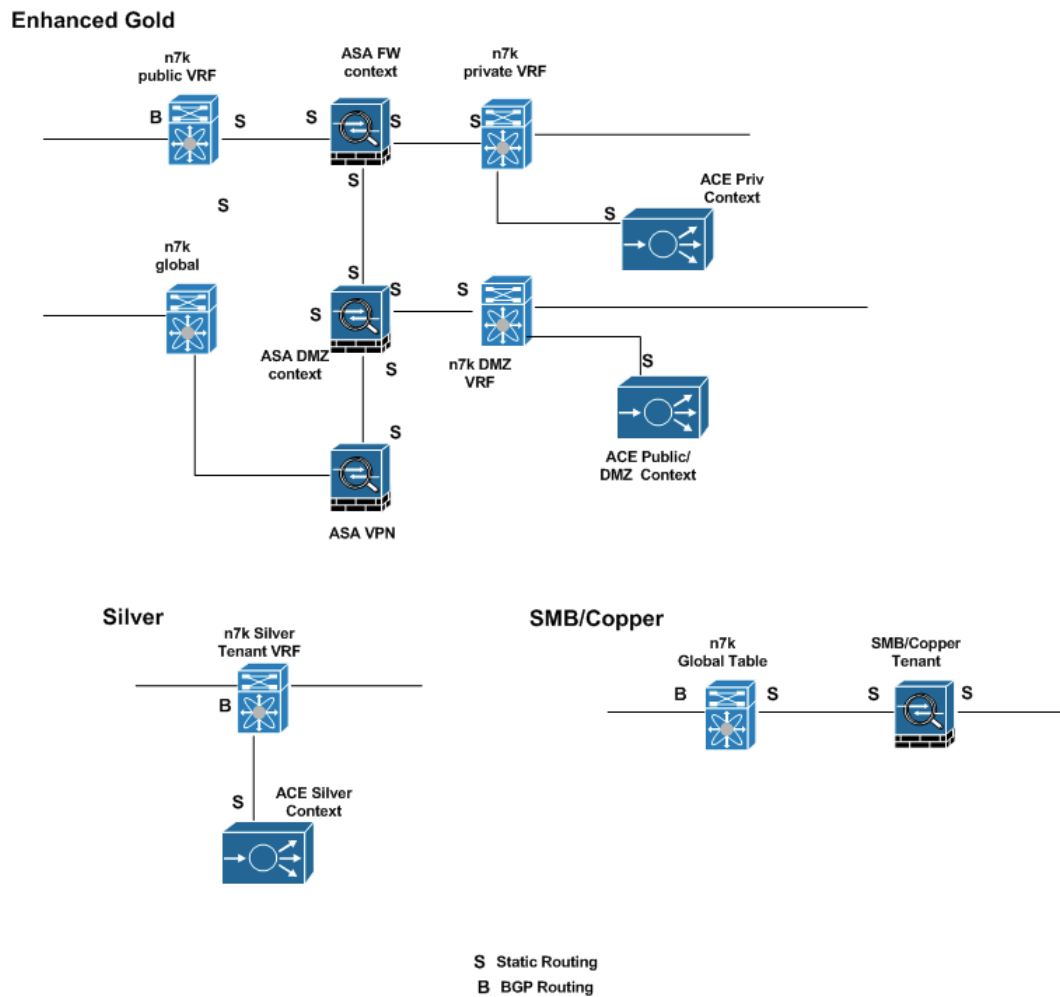 Enhanced Gold
n7k
public VRF
ASA FW
context
n7k
private VRF
B
S
S
S
S
S
S
ACE Priv
Context
S
n7k
global
S
S
S
S
ASA DMZ
context
S
n7k DMZ
VRF
S
S
ACE Public/
DMZ Context
ASA VPN
Silver
n7k Silver
Tenant VRF
B
S
ACE Silver
Context
SMB/Copper
n7k
Global Table
SMB/Copper
Tenant
B
S
S
S
S Static Routing
B BGP Routing